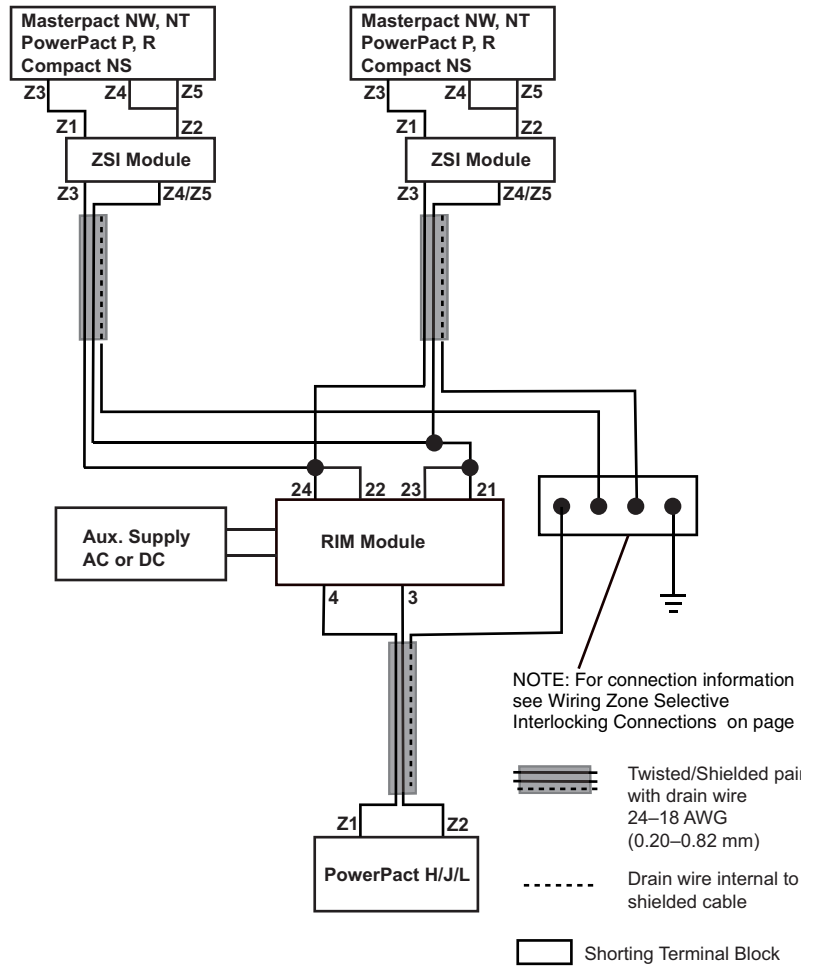 Masterpact NW, NT
PowerPact P, R
Compact NS
Masterpact NW, NT
PowerPact P, R
Compact NS
Z3 Z4 Z5
Z3 Z4 Z5
Z1 Z2
Z1 Z2
ZSI Module
ZSI Module
Z3 Z4/Z5
Z3 Z4/Z5
24 22 23 21
Aux. Supply
AC or DC
RIM Module
4 3
NOTE: For connection information
see Wiring Zone Selective
Interlocking Connections on page
Twisted/Shielded pair
with drain wire
24–18 AWG
(0.20–0.82 mm)
Z1 Z2
PowerPact H/J/L
Drain wire internal to
shielded cable
Shorting Terminal Block